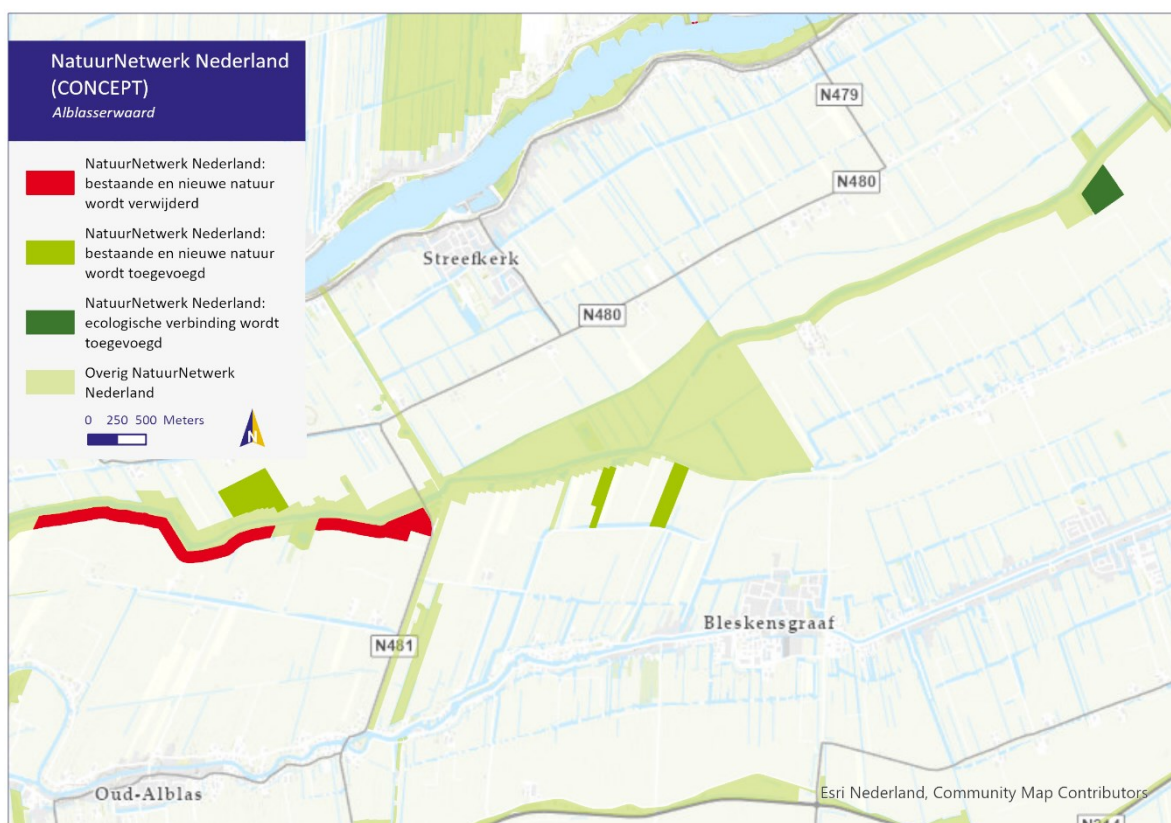 NatuurNetwerk Nederland
(CONCEPT)
Alblasserwaard
NatuurNetwerk Nederland:
bestaande en nieuwe natuur
wordt verwijderd
NatuurNetwerk Nederland:
bestaande en nieuwe natuur
wordt toegevoegd
NatuurNetwerk Nederland:
ecologische verbinding wordt
toegevoegd
Overig NatuurNetwerk
Nederland
0 250 500 Meters
N
N479
N480
Streefkerk
N480
Bleskensgraaf
N481
Oud-Alblas
Esri Nederland, Community Map Contributors